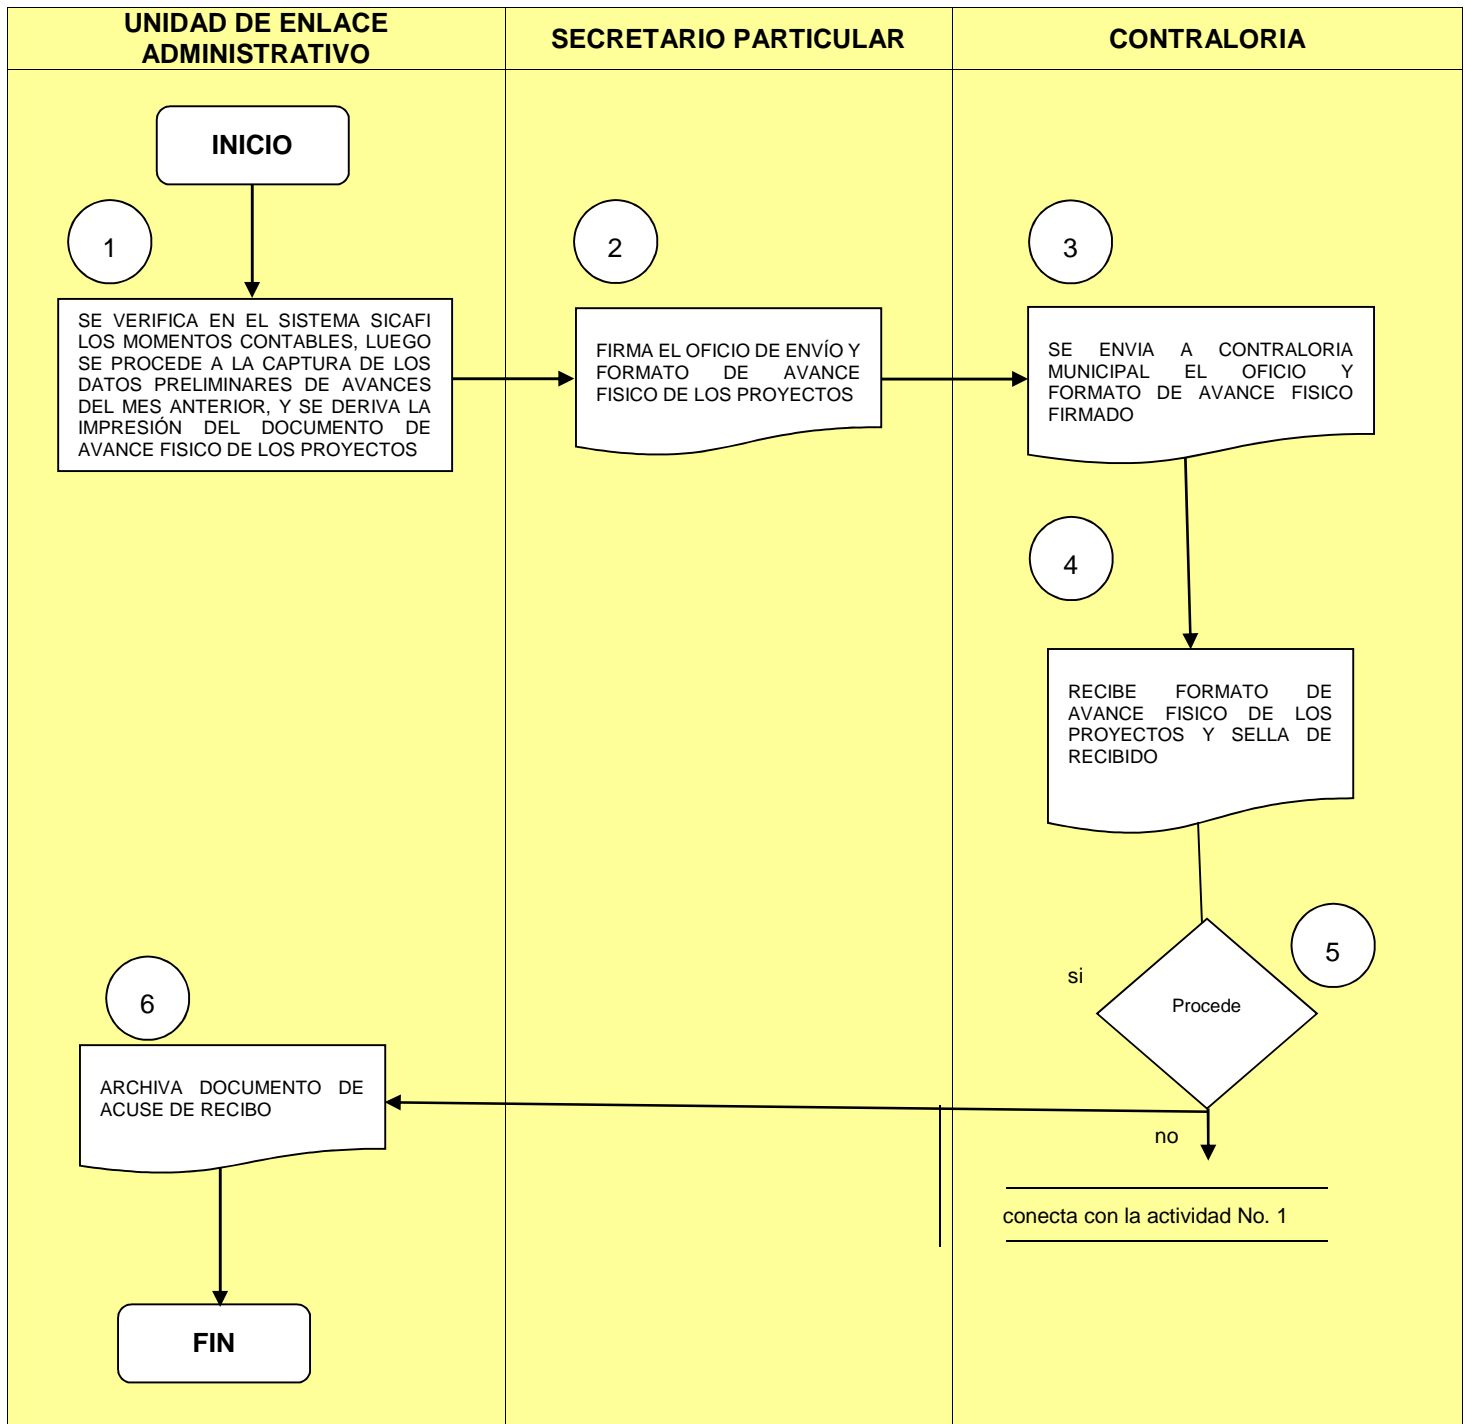 UNIDAD DE ENLACE
ADMINISTRATIVO
SECRETARIO PARTICULAR
CONTRALORIA
INICIO
1
2
3
SE VERIFICA EN EL SISTEMA SICAFI
LOS MOMENTOS CONTABLES, LUEGO
SE PROCEDE A LA CAPTURA DE LOS
DATOS PRELIMINARES DE AVANCES
DEL MES ANTERIOR, Y SE DERIVA LA
IMPRESIÓN DEL DOCUMENTO DE
AVANCE FISICO DE LOS PROYECTOS
FIRMA EL OFICIO DE ENVÍO Y
FORMATO DE AVANCE
FISICO DE LOS PROYECTOS
SE ENVIA A CONTRALORIA
MUNICIPAL EL OFICIO Y
FORMATO DE AVANCE FISICO
FIRMADO
4
RECIBE FORMATO DE
AVANCE FISICO DE LOS
PROYECTOS Y SELLA DE
RECIBIDO
5
si
Procede
6
ARCHIVA DOCUMENTO DE
ACUSE DE RECIBO
no
conecta con la actividad No. 1
FIN